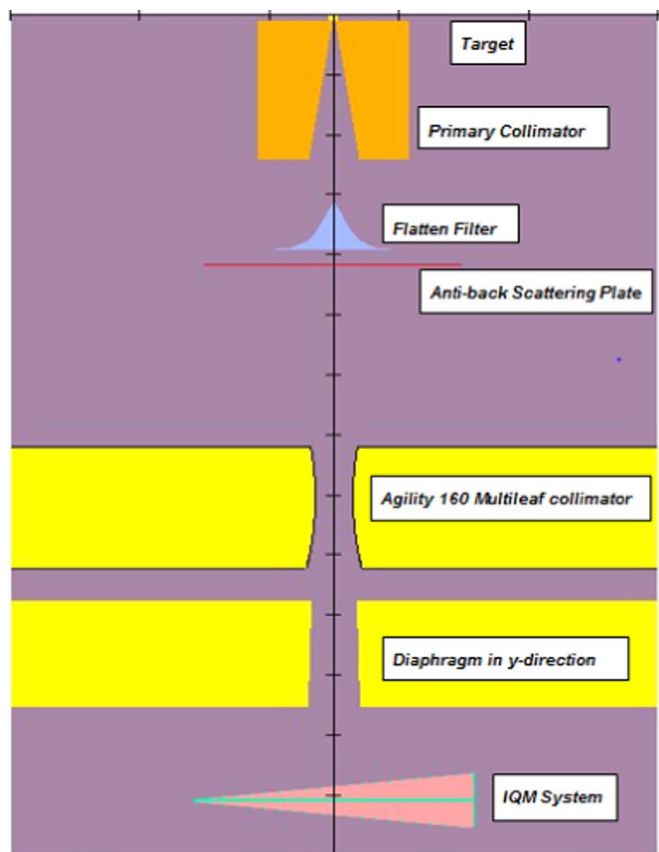 Target
Primary Collimator
Flatten Filter
Anti-back Scattering Plate
Agility 160 Multileaf collimator
Diaphragm in y-direction
IQM System